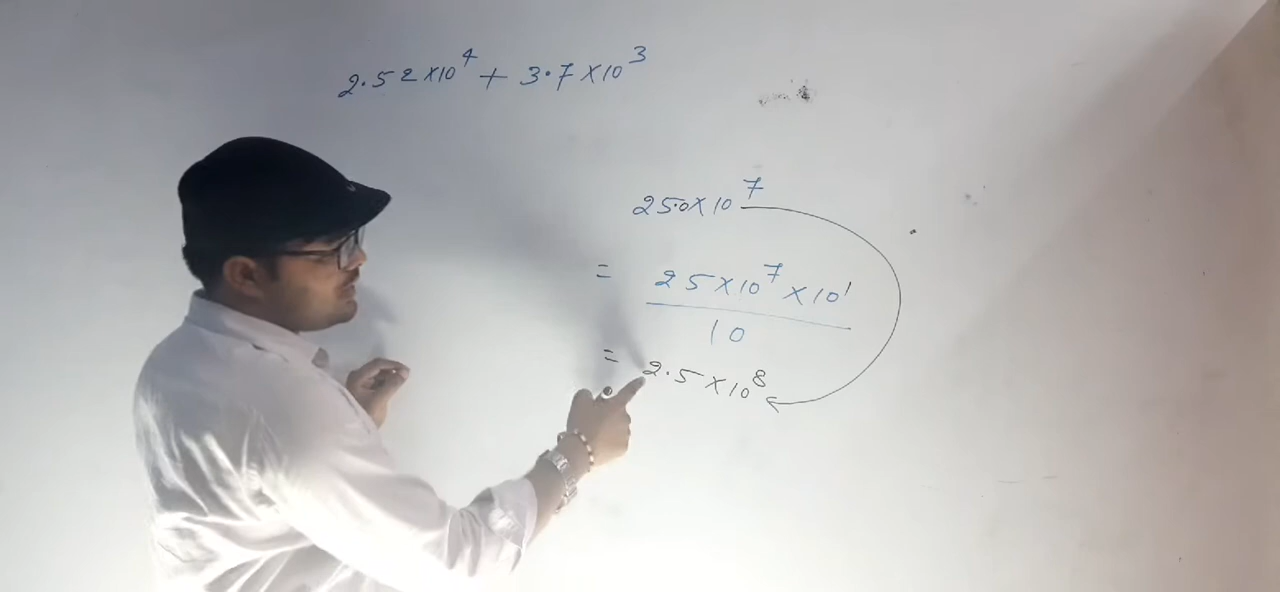 2.52×10⁴ + 3.7×10³
25.0×10⁷
= 25×10⁷×10¹
10
= 2.5×10⁸